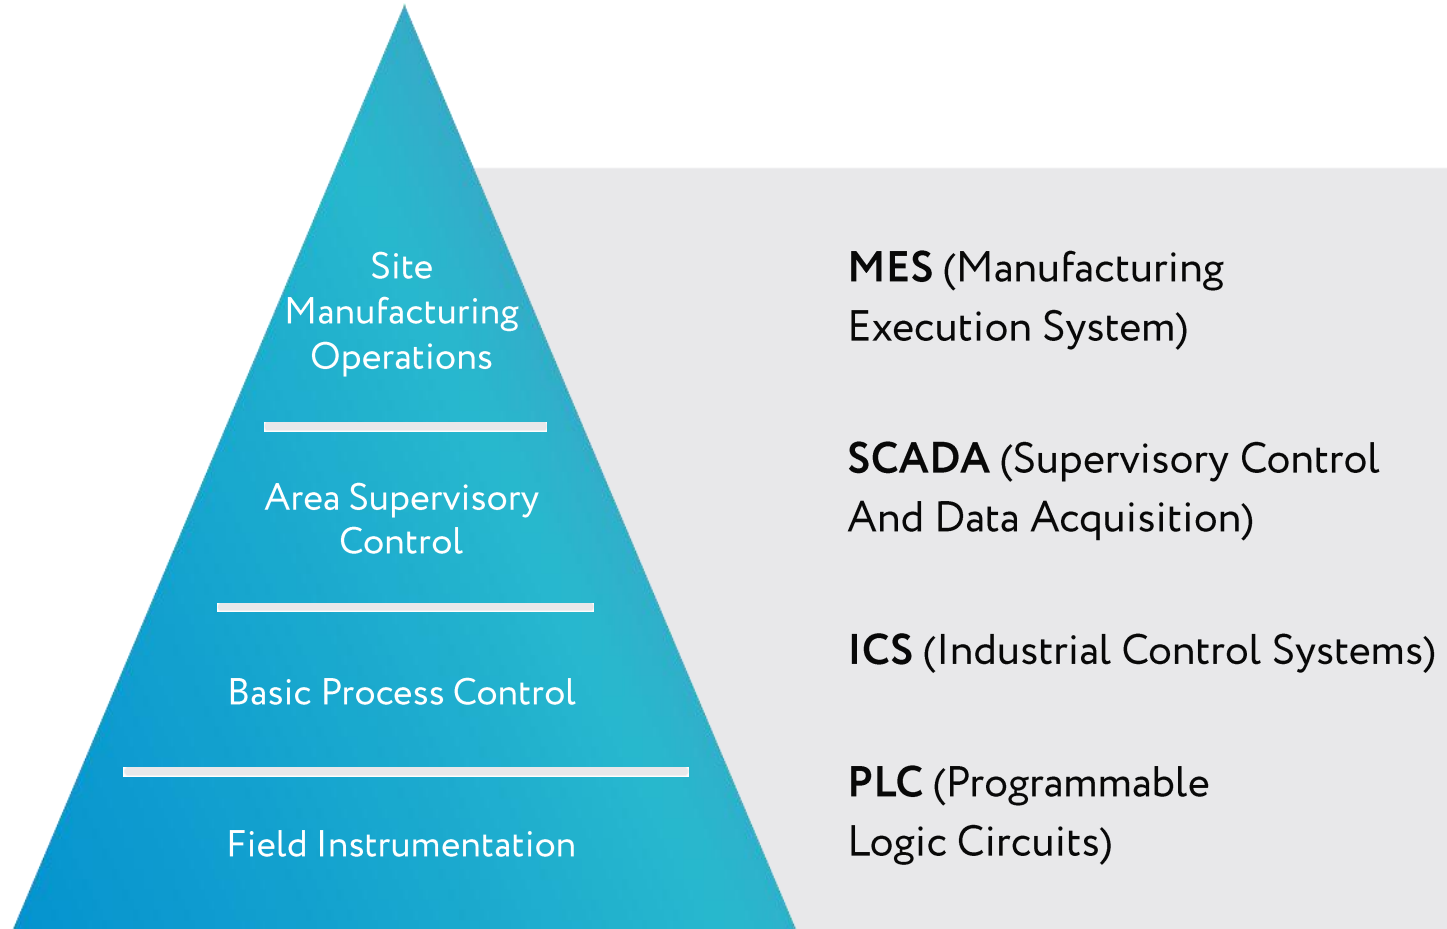 Site
Manufacturing
Operations
MES (Manufacturing
Execution System)
Area Supervisory
Control
SCADA (Supervisory Control
And Data Acquisition)
Basic Process Control
ICS (Industrial Control Systems)
Field Instrumentation
PLC (Programmable
Logic Circuits)